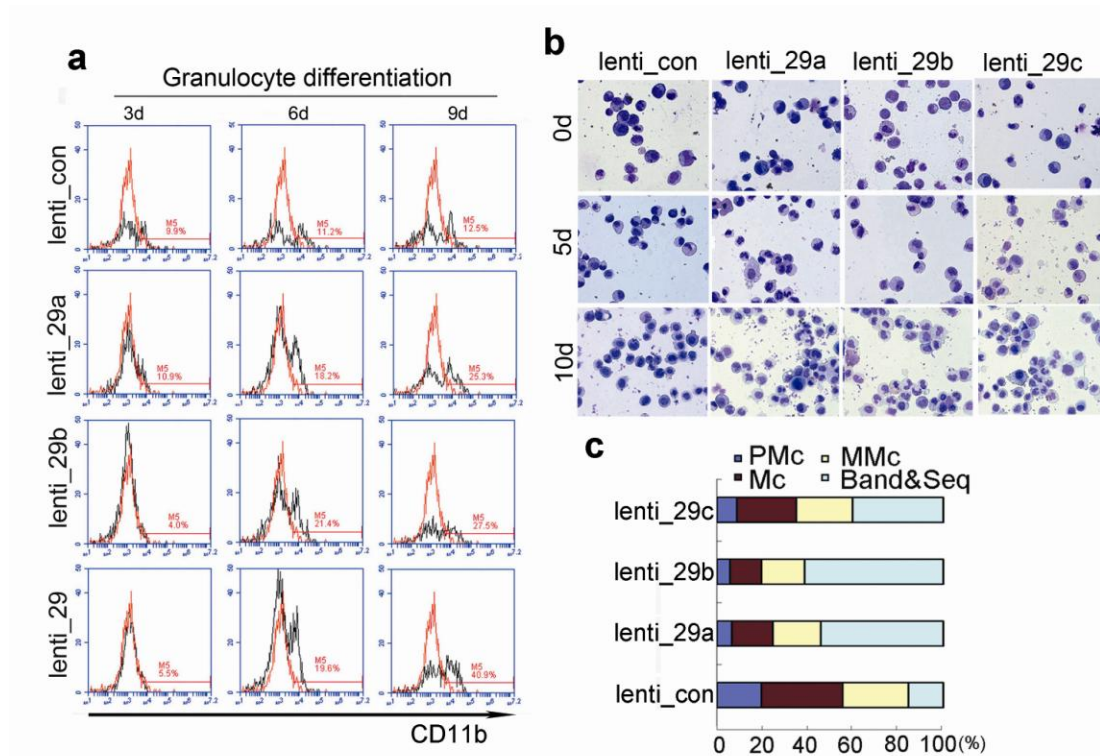 a
Granulocyte differentiation
3d 6d 9d
lenti_con
M5
9.9%
M5
11.2%
M5
12.5%
lenti_29a
M5
10.9%
M5
18.2%
M5
25.3%
lenti_29b
M5
4.0%
M5
21.4%
M5
27.5%
lenti_29
M5
5.5%
M5
19.6%
M5
40.9%
CD11b
b
lenti_con lenti_29a lenti_29b lenti_29c
0d
5d
10d
c
PMc MMc
Mc Band&Seq
lenti_29c
lenti_29b
lenti_29a
lenti_con
0 20 40 60 80 100(%)